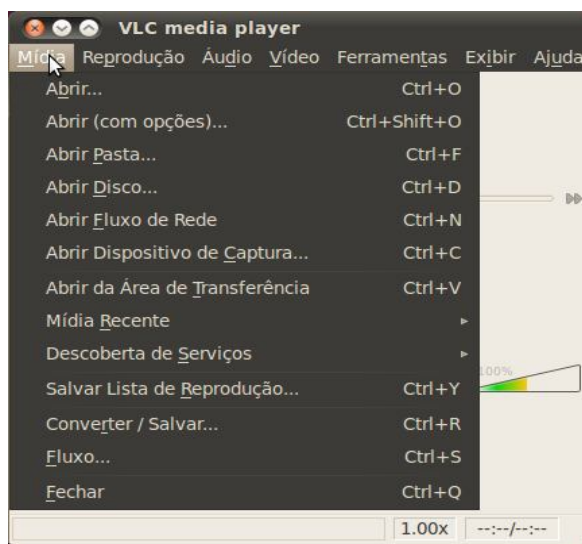 VLC media player
Mídia Reprodução Áudio Vídeo Ferramentas Exibir Ajuda
Abrir... Ctrl+O
Abrir (com opções)... Ctrl+Shift+O
Abrir Pasta... Ctrl+F
Abrir Disco... Ctrl+D
Abrir Fluxo de Rede Ctrl+N
Abrir Dispositivo de Captura... Ctrl+C
Abrir da Área de Transferência Ctrl+V
Mídia Recente
Descoberta de Serviços
100%
Salvar Lista de Reprodução... Ctrl+Y
Converter / Salvar... Ctrl+R
Fluxo... Ctrl+S
Fechar Ctrl+Q
1.00x --:--/--:--